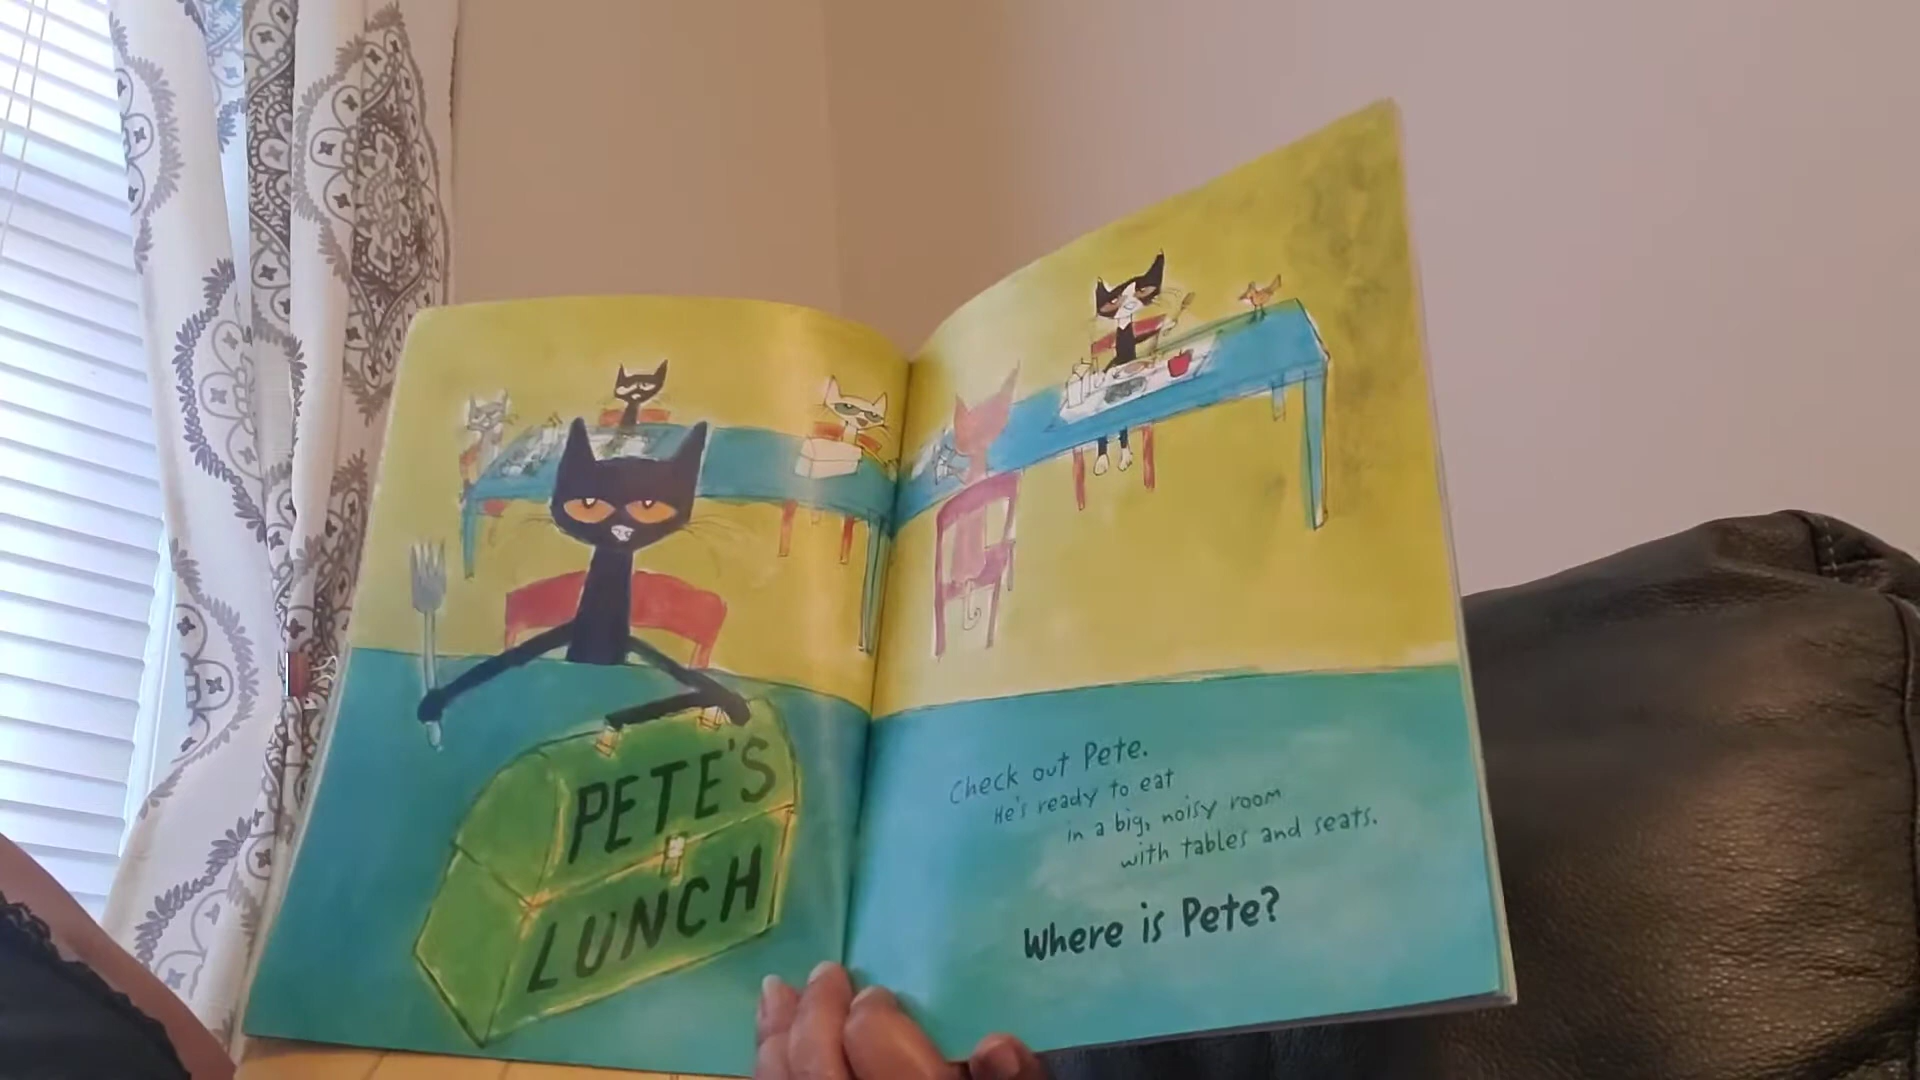 PETE'S
LUNCH
Check out Pete.
He's ready to eat
in a big, noisy room
with tables and seats.
Where is Pete?